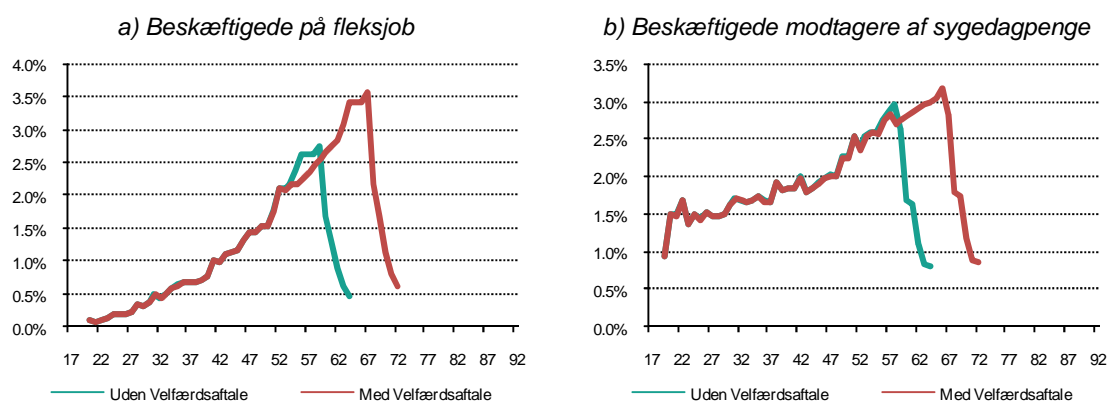 a) Beskæftigede på fleksjob
4.0%
3.5%
3.0%
2.5%
2.0%
1.5%
1.0%
0.5%
0.0%
17 22 27 32 37 42 47 52 57 62 67 72 77 82 87 92
Uden Velfærdsaftale Med Velfærdsaftale
b) Beskæftigede modtagere af sygedagpenge
3.5%
3.0%
2.5%
2.0%
1.5%
1.0%
0.5%
0.0%
17 22 27 32 37 42 47 52 57 62 67 72 77 82 87 92
Uden Velfærdsaftale Med Velfærdsaftale